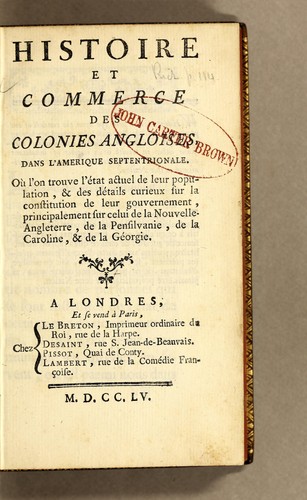 HISTOIRE
ET
COMMERCE
DES
COLONIES ANGLOISES,
DANS L'AMERIQUE SEPTENTRIONALE.
JOHN CARTER BROWN
Où l'on trouve l'état actuel de leur popu-
lation, & des détails curieux sur la
constitution de leur gouvernement,
principalement sur celui de la Nouvelle-
Angleterre, de la Pensilvanie, de la
Caroline, & de la Géorgie.
A LONDRES,
Et se vend à Paris,
Chez
LE BRETON, Imprimeur ordinaire du
Roi, rue de la Harpe.
DESAINT, rue S. Jean-de-Beauvais.
PISSOT, Quai de Conty.
LAMBERT, rue de la Comédie Fran-
çoise.
M. D. CC. LV.